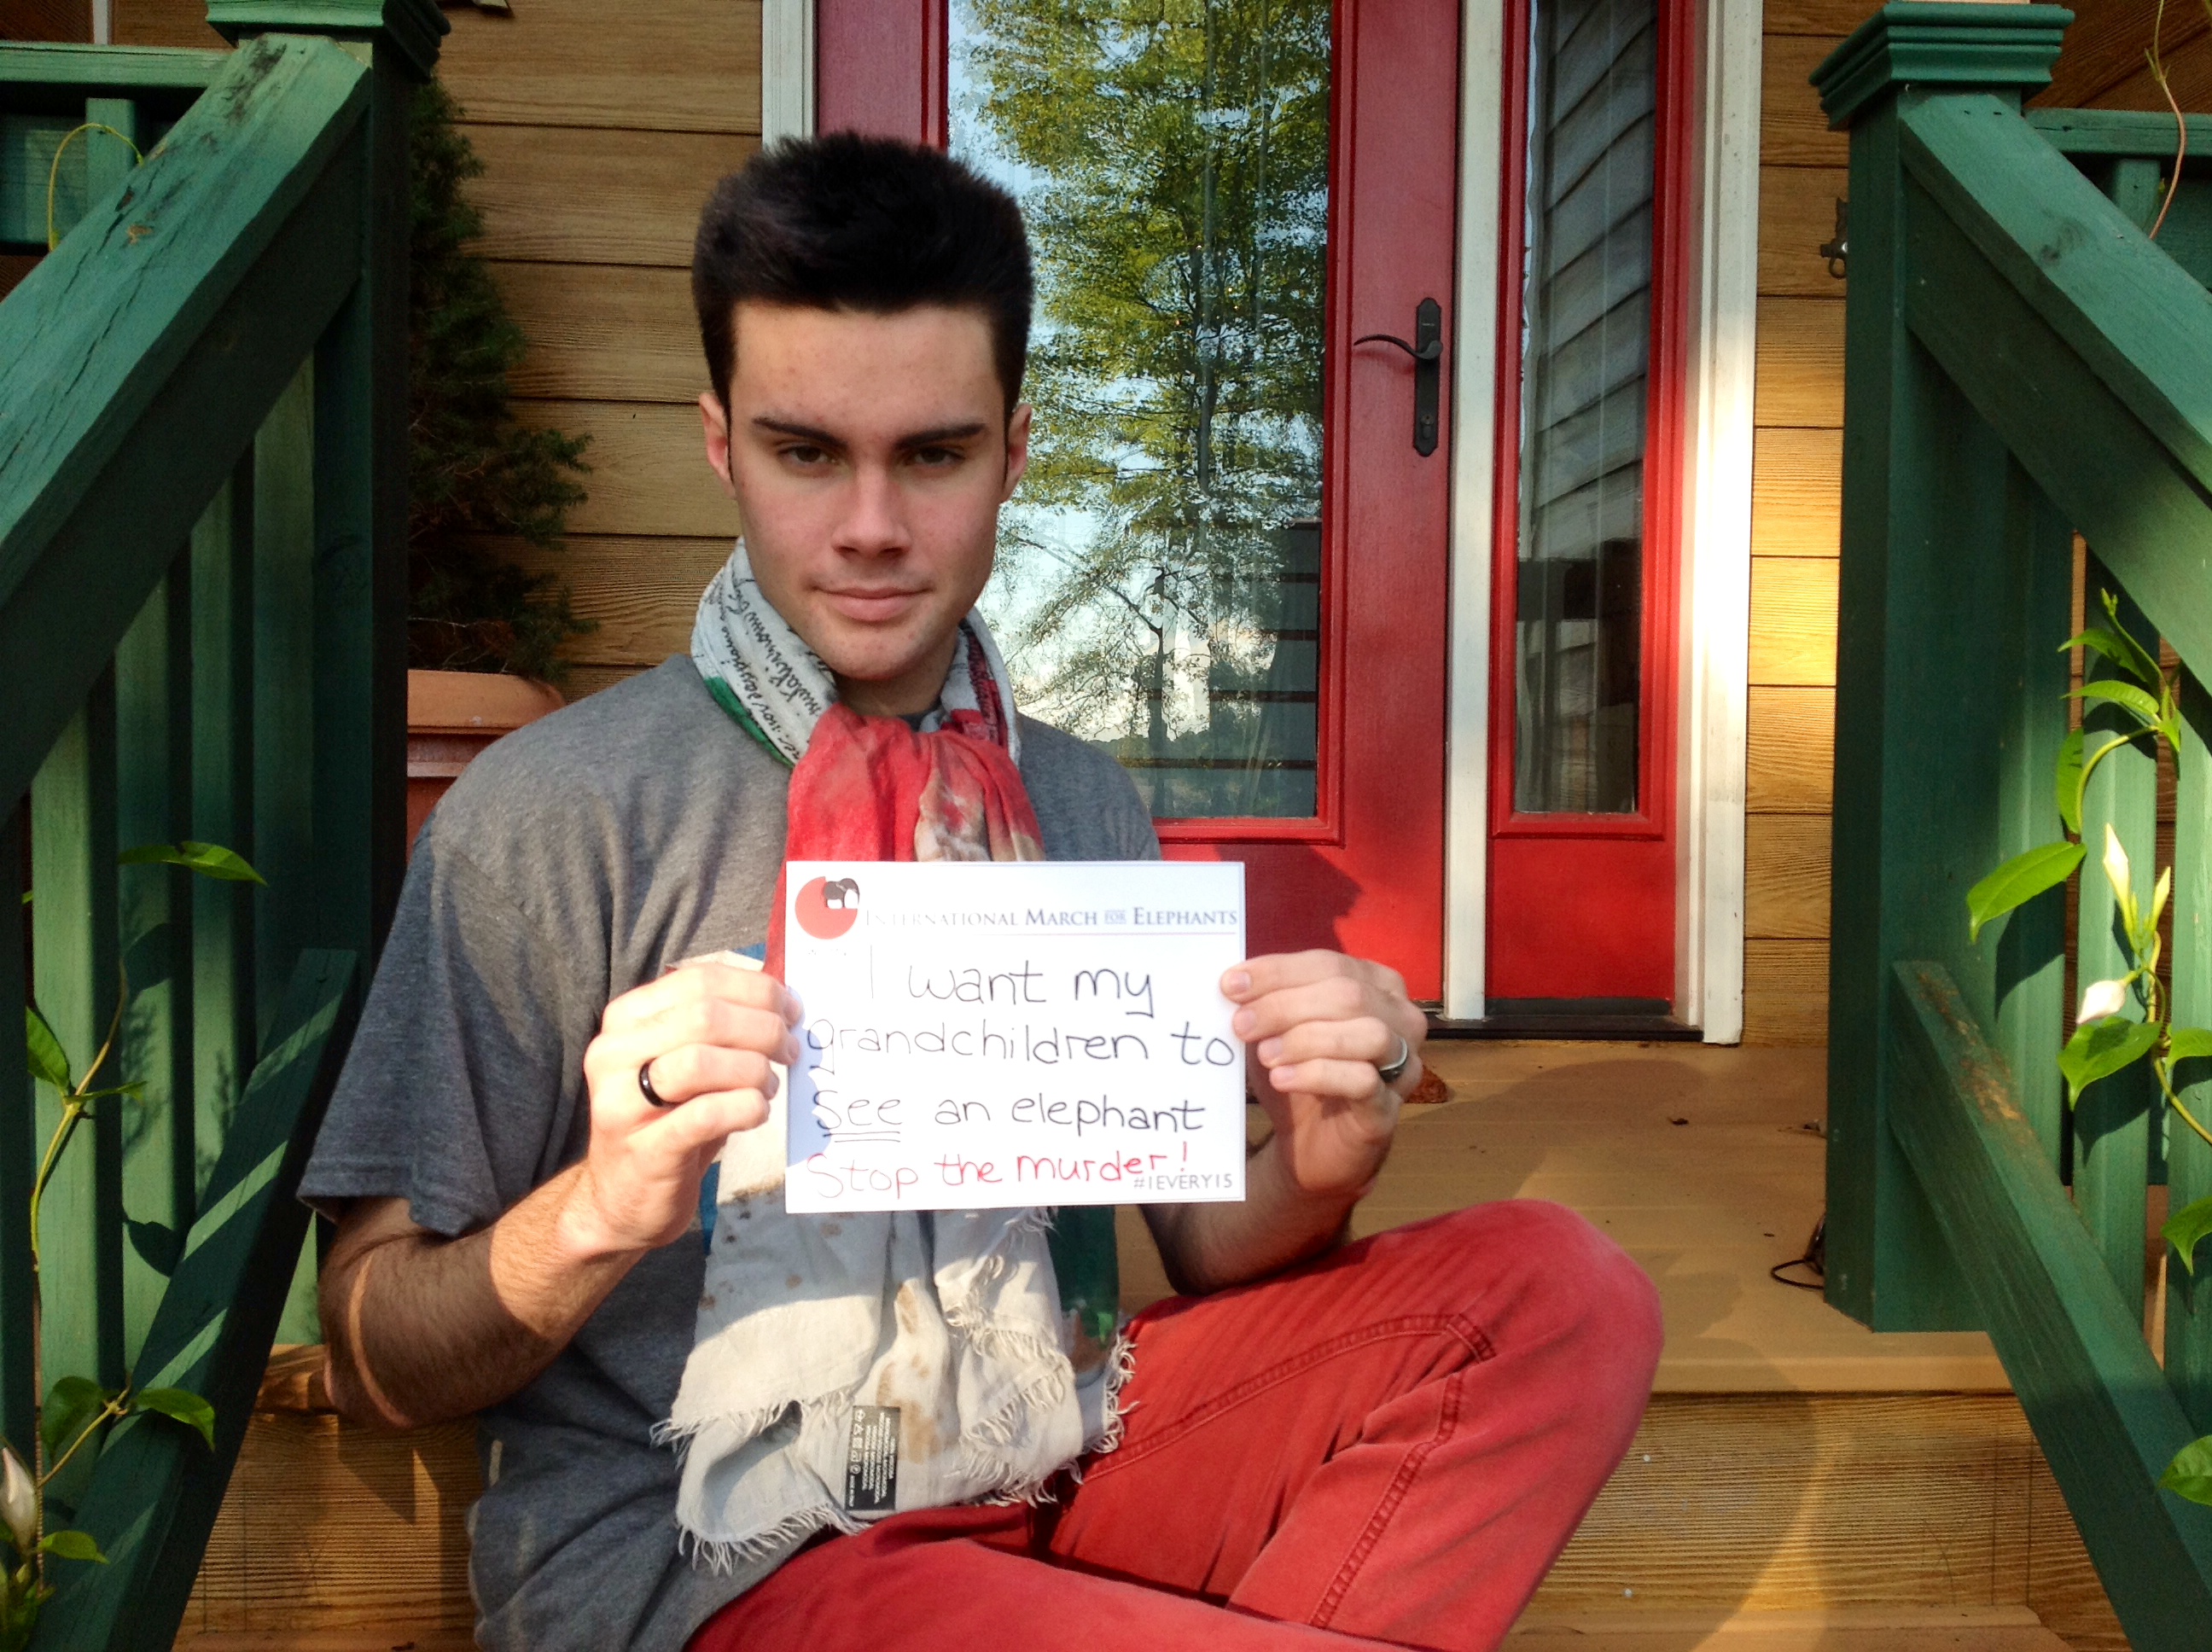 INTERNATIONAL MARCH FOR ELEPHANTS
I want my
grandchildren to
See an elephant
Stop the murder!
#1EVERY15